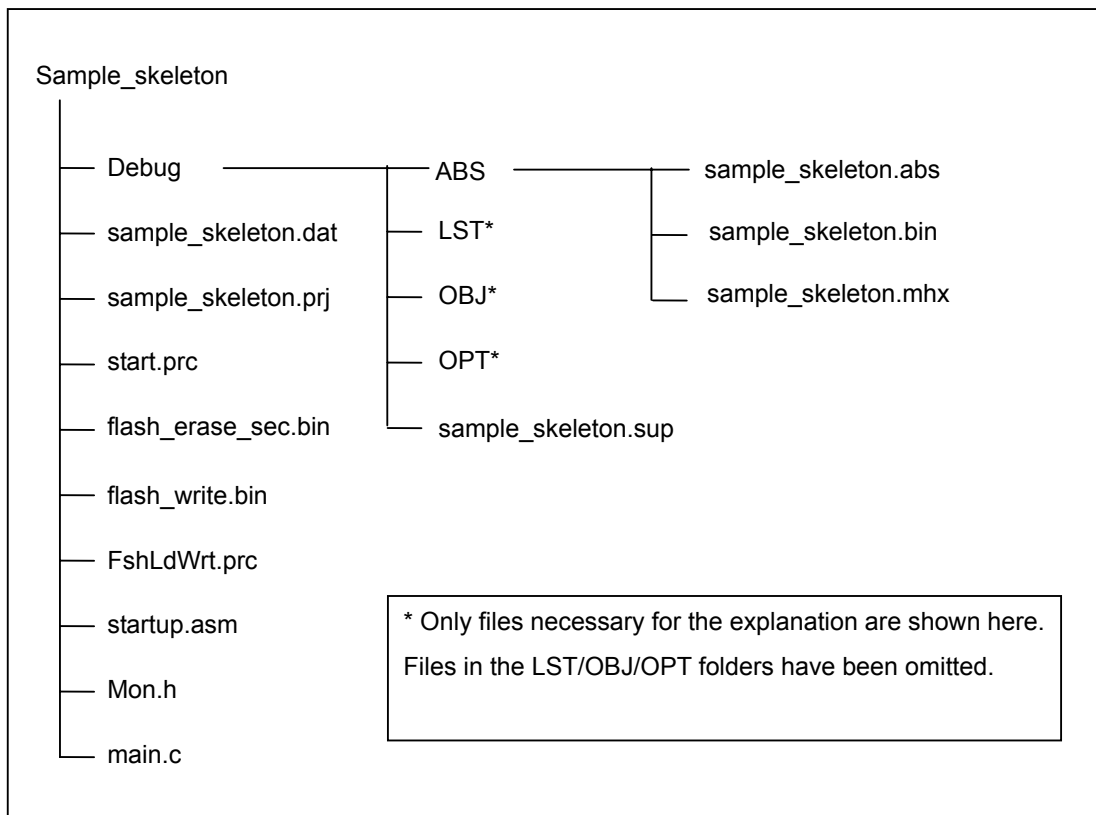 Sample_skeleton
Debug
ABS
sample_skeleton.abs
sample_skeleton.dat
LST*
sample_skeleton.bin
sample_skeleton.prj
OBJ*
sample_skeleton.mhx
start.prc
OPT*
flash_erase_sec.bin
sample_skeleton.sup
flash_write.bin
FshLdWrt.prc
startup.asm
Mon.h
main.c
* Only files necessary for the explanation are shown here.
Files in the LST/OBJ/OPT folders have been omitted.